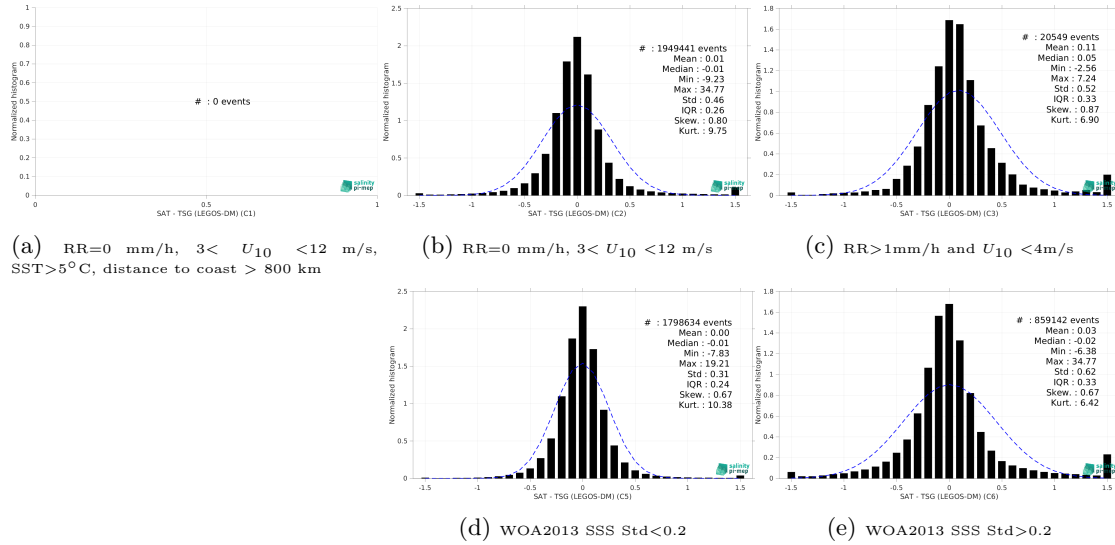 1
0.9
0.8
0.7
0.6
0.5
0.4
0.3
0.2
0.1
0
Normalized histogram
# : 0 events
0 0.5 1
SAT - TSG (LEGOS-DM) (C1)
salinity
pi-mep
(a) RR=0 mm/h, 3< U10 <12 m/s,
SST>5°C, distance to coast > 800 km
2.5
2
1.5
1
0.5
0
Normalized histogram
# : 1949441 events
Mean : 0.01
Median : -0.01
Min : -9.23
Max : 34.77
Std : 0.46
IQR : 0.26
Skew. : 0.80
Kurt. : 9.75
-1.5 -1 -0.5 0 0.5 1 1.5
SAT - TSG (LEGOS-DM) (C2)
salinity
pi-mep
(b) RR=0 mm/h, 3< U10 <12 m/s
1.8
1.6
1.4
1.2
1
0.8
0.6
0.4
0.2
0
Normalized histogram
# : 20549 events
Mean : 0.11
Median : 0.05
Min : -2.56
Max : 7.24
Std : 0.52
IQR : 0.33
Skew. : 0.87
Kurt. : 6.90
-1.5 -1 -0.5 0 0.5 1 1.5
SAT - TSG (LEGOS-DM) (C3)
salinity
pi-mep
(c) RR>1mm/h and U10 <4m/s
2.5
2
1.5
1
0.5
0
Normalized histogram
# : 1798634 events
Mean : 0.00
Median : -0.01
Min : -7.83
Max : 19.21
Std : 0.31
IQR : 0.24
Skew. : 0.67
Kurt. : 10.38
-1.5 -1 -0.5 0 0.5 1 1.5
SAT - TSG (LEGOS-DM) (C5)
salinity
pi-mep
(d) WOA2013 SSS Std<0.2
1.8
1.6
1.4
1.2
1
0.8
0.6
0.4
0.2
0
Normalized histogram
# : 859142 events
Mean : 0.03
Median : -0.02
Min : -6.38
Max : 34.77
Std : 0.62
IQR : 0.33
Skew. : 0.67
Kurt. : 6.42
-1.5 -1 -0.5 0 0.5 1 1.5
SAT - TSG (LEGOS-DM) (C6)
salinity
pi-mep
(e) WOA2013 SSS Std>0.2